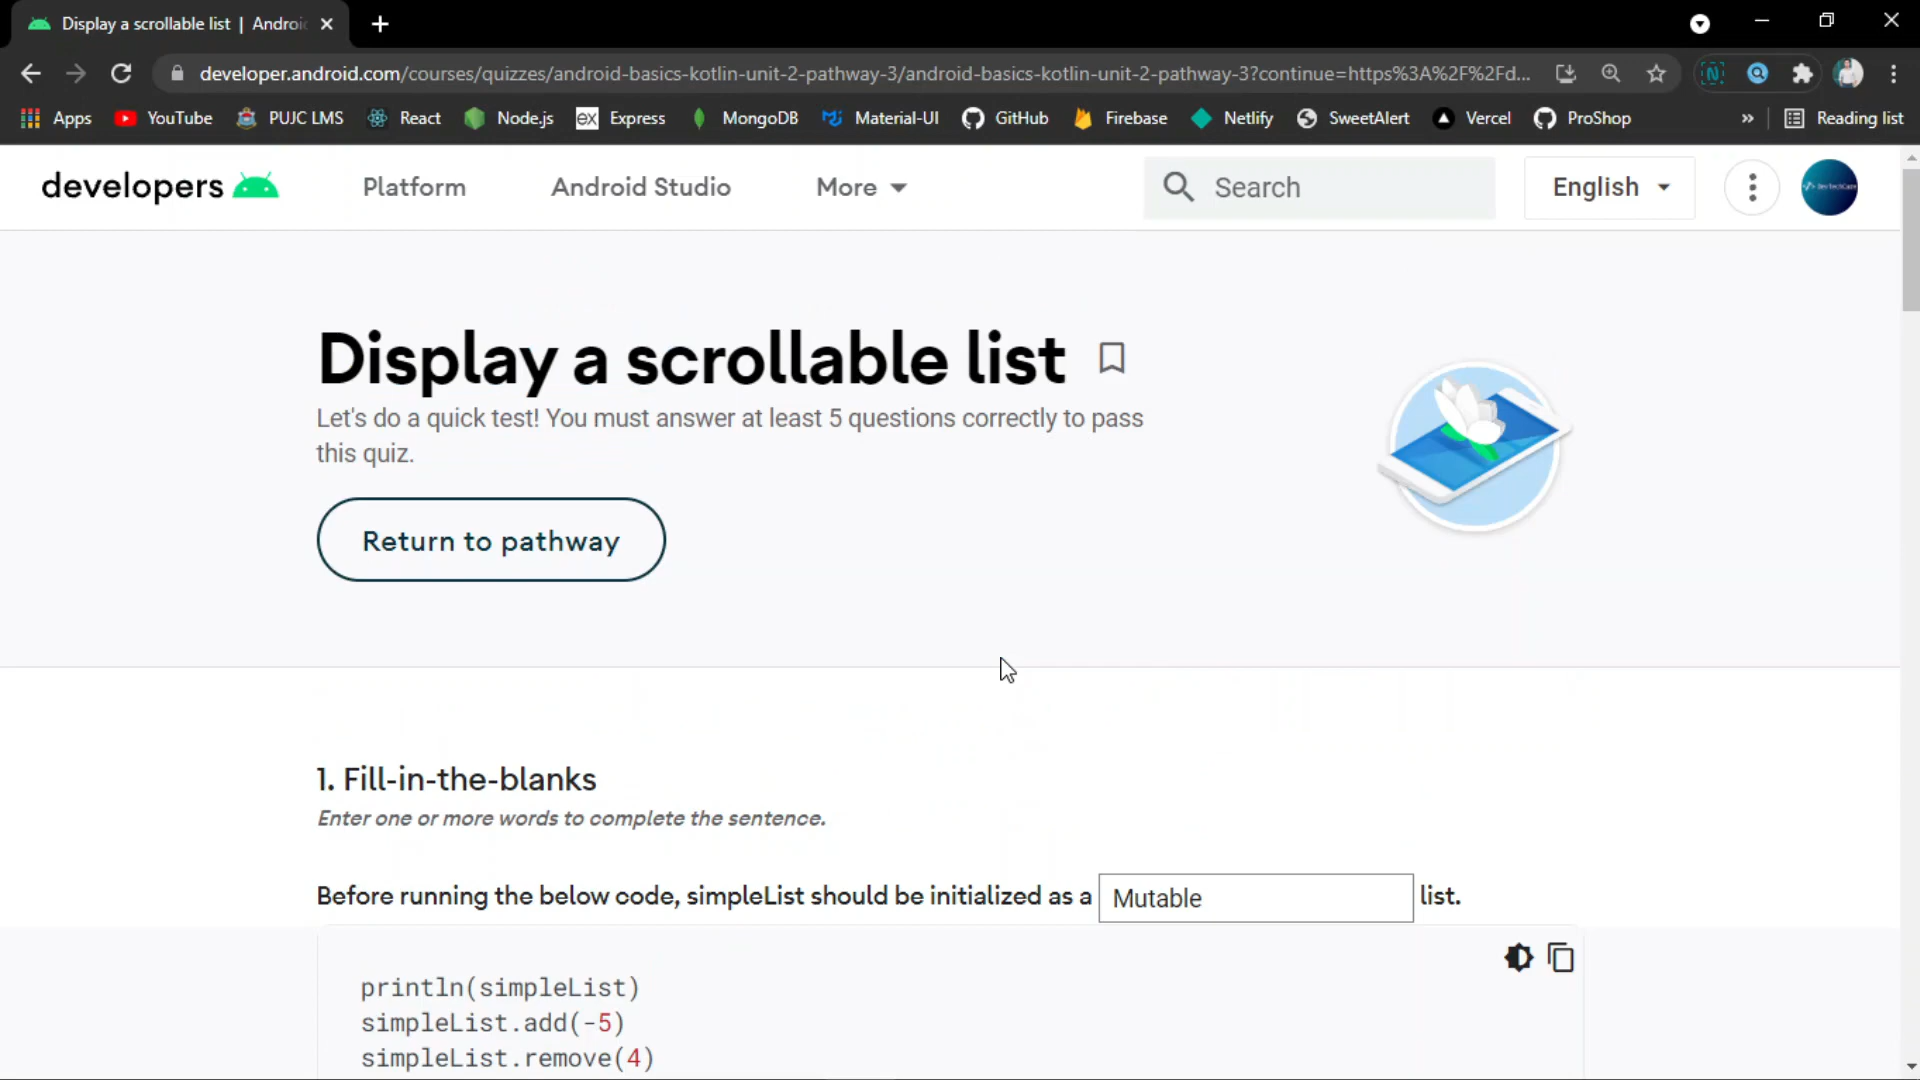 Display a scrollable list | Androi
developer.android.com/courses/quizzes/android-basics-kotlin-unit-2-pathway-3/android-basics-kotlin-unit-2-pathway-3?continue=https%3A%2F%2Fd...
Apps YouTube PUJC LMS React Node.js ex Express MongoDB Material-UI GitHub Firebase Netlify SweetAlert Vercel ProShop » Reading list
developers Platform Android Studio More Search English
Display a scrollable list
Let's do a quick test! You must answer at least 5 questions correctly to pass
this quiz.
Return to pathway
1. Fill-in-the-blanks
Enter one or more words to complete the sentence.
Before running the below code, simpleList should be initialized as a Mutable list.
println(simpleList)
simpleList.add(-5)
simpleList.remove(4)